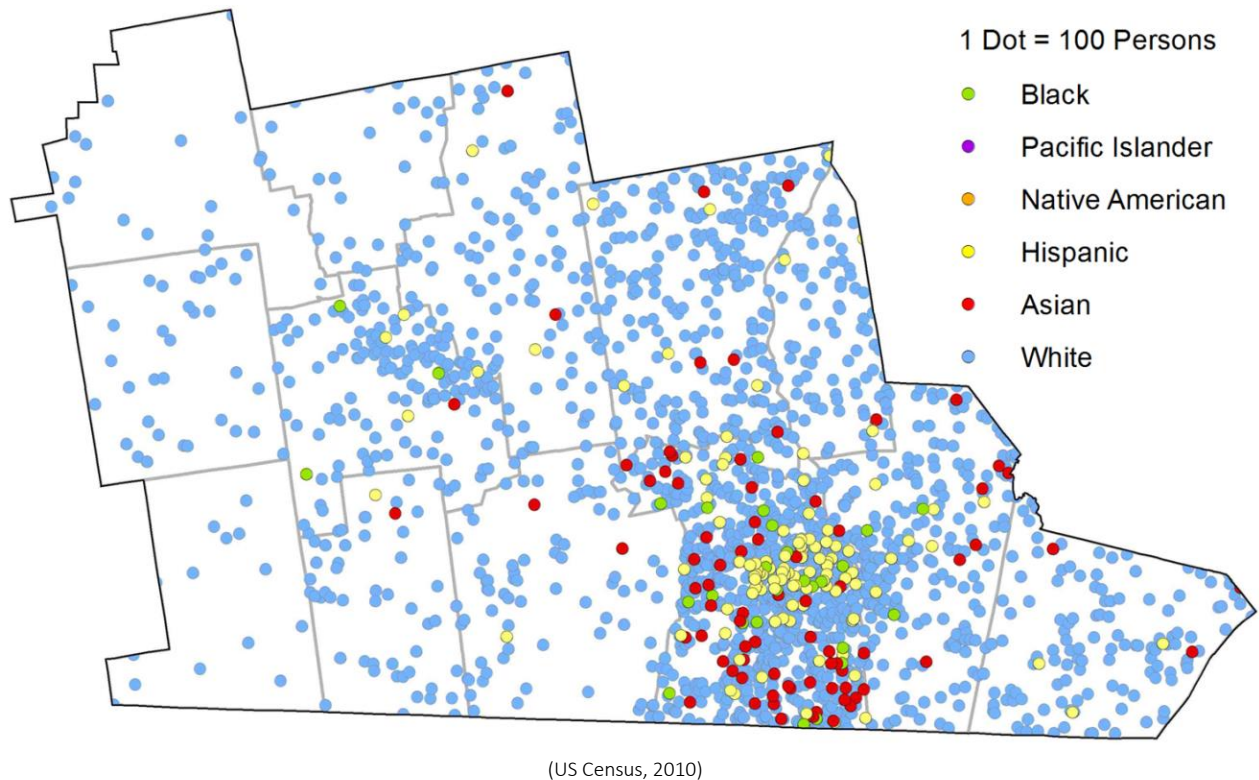 1 Dot = 100 Persons
Black
Pacific Islander
Native American
Hispanic
Asian
White
(US Census, 2010)